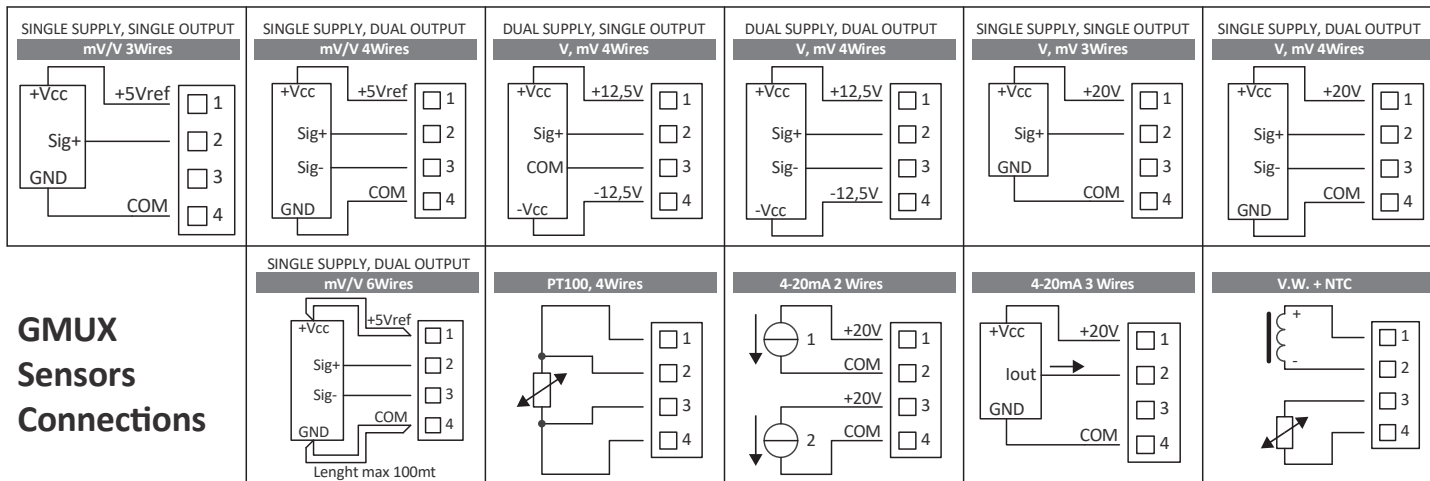 SINGLE SUPPLY, SINGLE OUTPUT
mV/V 3Wires
+Vcc
+5Vref
1
Sig+
2
3
GND
COM
4
SINGLE SUPPLY, DUAL OUTPUT
mV/V 4Wires
+Vcc
+5Vref
1
Sig+
2
Sig-
3
GND
COM
4
DUAL SUPPLY, SINGLE OUTPUT
V, mV 4Wires
+Vcc
+12,5V
1
Sig+
2
COM
3
-Vcc
-12,5V
4
DUAL SUPPLY, DUAL OUTPUT
V, mV 4Wires
+Vcc
+12,5V
1
Sig+
2
Sig-
3
-Vcc
-12,5V
4
SINGLE SUPPLY, SINGLE OUTPUT
V, mV 3Wires
+Vcc
+20V
1
Sig+
2
3
GND
COM
4
SINGLE SUPPLY, DUAL OUTPUT
V, mV 4Wires
+Vcc
+20V
1
Sig+
2
Sig-
3
GND
COM
4
GMUX
Sensors
Connections
SINGLE SUPPLY, DUAL OUTPUT
mV/V 6Wires
+Vcc
+5Vref
1
Sig+
2
Sig-
3
GND
COM
4
Lenght max 100mt
PT100, 4Wires
1
2
3
4
4-20mA 2 Wires
1
+20V
1
COM
2
+20V
3
2
COM
4
4-20mA 3 Wires
+Vcc
+20V
1
Iout
2
3
GND
COM
4
V.W. + NTC
+
1
-
2
3
4